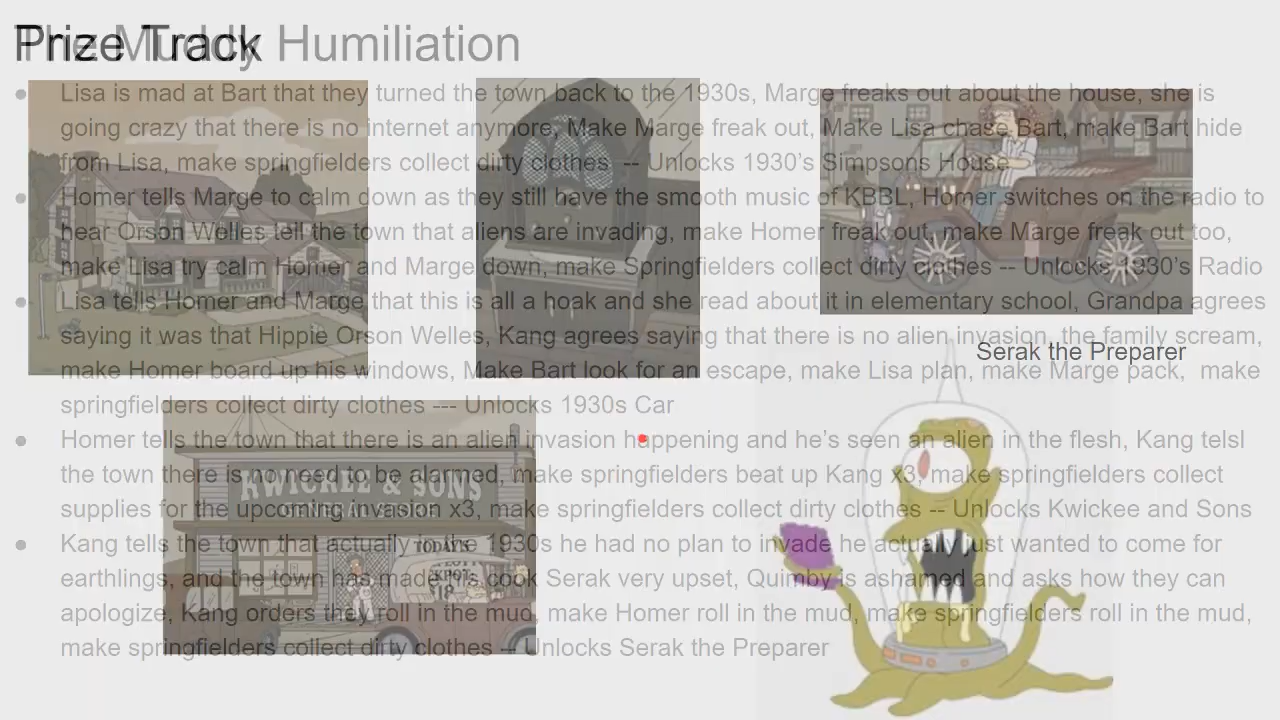 Prize Track
The Muddy Humiliation
Lisa is mad at Bart that they turned the town back to the 1930s, Marge freaks out about the house, she is
going crazy that there is no internet anymore, Make Marge freak out, Make Lisa chase Bart, make Bart hide
from Lisa, make springfielders collect dirty clothes -- Unlocks 1930's Simpsons House
Homer tells Marge to calm down as they still have the smooth music of KBBL, Homer switches on the radio to
hear Orson Welles tell the town that aliens are invading, make Homer freak out, make Marge freak out too,
make Lisa try calm Homer and Marge down, make Springfielders collect dirty clothes -- Unlocks 1930's Radio
Lisa tells Homer and Marge that this is all a hoak and she read about it in elementary school, Grandpa agrees
saying it was that Hippie Orson Welles, Kang agrees saying that there is no alien invasion, the family scream,
Serak the Preparer
make Homer board up his windows, Make Bart look for an escape, make Lisa plan, make Marge pack, make
springfielders collect dirty clothes --- Unlocks 1930s Car
Homer tells the town that there is an alien invasion happening and he's seen an alien in the flesh, Kang telsl
the town there is no need to be alarmed, make springfielders beat up Kang x3, make springfielders collect
KWICKEE & SONS
GENERAL STORE
supplies for the upcoming invasion x3, make springfielders collect dirty clothes -- Unlocks Kwickee and Sons
Kang tells the town that actually in the 1930s he had no plan to invade he actually just wanted to come for
TODAY'S
earthlings, and the town has made his cook Serak very upset, Quimby is ashamed and asks how they can
apologize, Kang orders they roll in the mud, make Homer roll in the mud, make springfielders roll in the mud,
make springfielders collect dirty clothes -- Unlocks Serak the Preparer